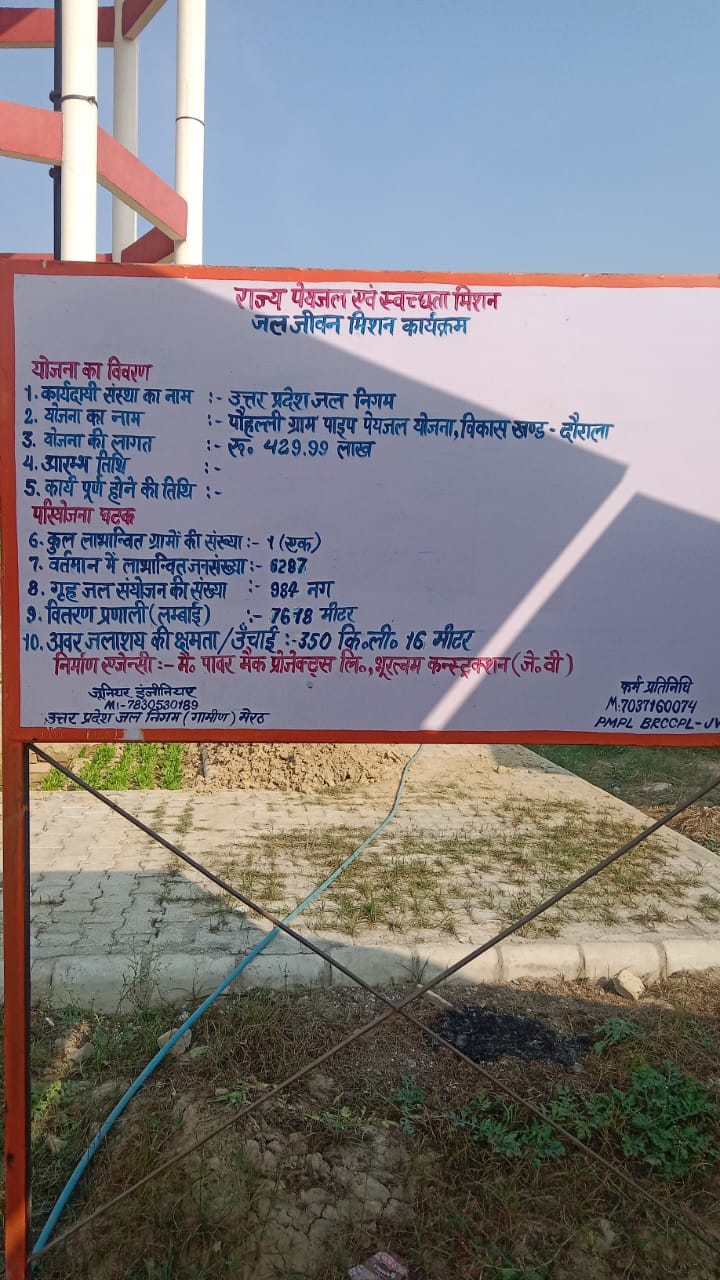 राज्य पेयजल एवं स्वच्छता मिशन
जल जीवन मिशन कार्यक्रम
योजना का विवरण
1. कार्यदायी संस्था का नाम :- उत्तर प्रदेश जल निगम
2. योजना का नाम :- पौहल्ली ग्राम पाइप पेयजल योजना, विकास खण्ड - दौराला
3. योजना की लागत :- रू० 429.99 लाख
4. आरम्भ तिथि :-
5. कार्य पूर्ण होने की तिथि :-
परियोजना घटक
6. कुल लाभान्वित ग्रामों की संख्या :- 1 (एक)
7. वर्तमान में लाभान्वित जनसंख्या :- 6287
8. गृह जल संयोजन की संख्या :- 984 नग
9. वितरण प्रणाली (लम्बाई) :- 7678 मीटर
10. अवर जलाशय की क्षमता/उँचाई :- 350 कि०ली० 16 मीटर
निर्माण एजेन्सी :- मै० पावर मैक प्रोजेक्ट्स लि०, भूरत्चम कन्स्ट्रक्शन (जे० वी)
जूनियर इंजीनियर
M:- 7830530189
उत्तर प्रदेश जल निगम (ग्रामीण) मेरठ
फर्म प्रतिनिधि
M: 7037160074
PMPL BRCCPL-JV